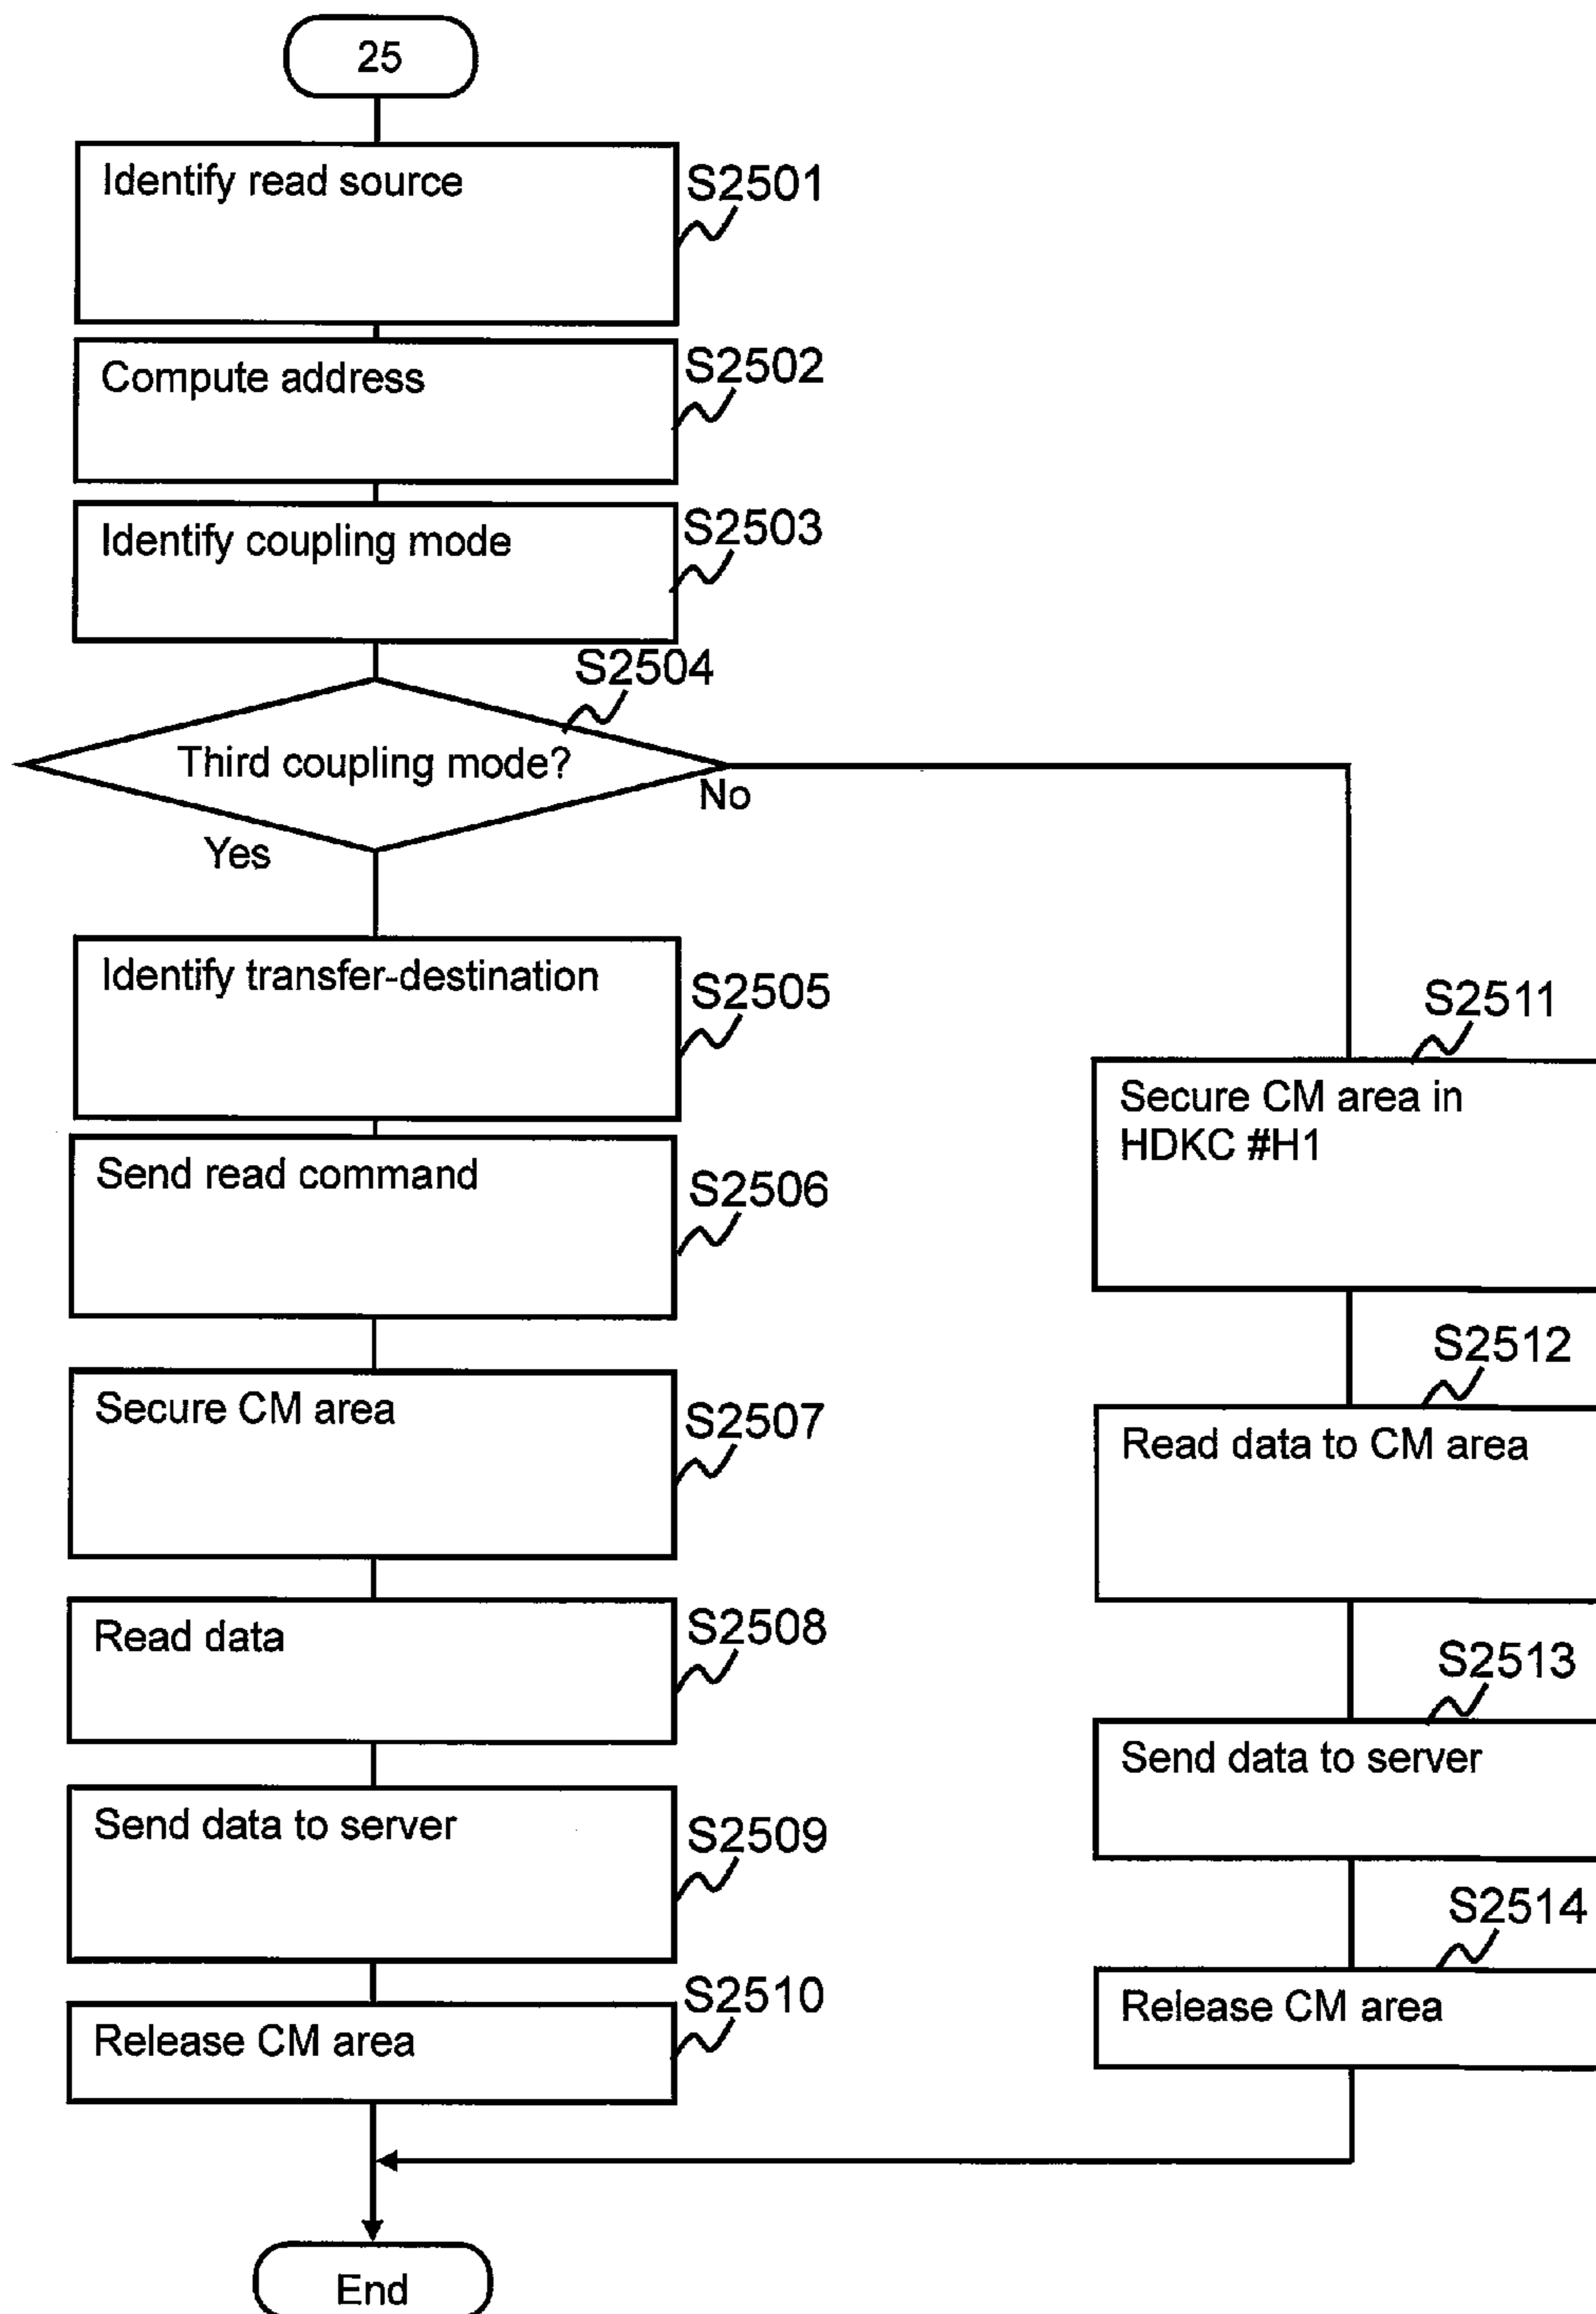 25
Identify read source
S2501
Compute address
S2502
Identify coupling mode
S2503
S2504
Third coupling mode?
No
Yes
Identify transfer-destination
S2505
Send read command
S2506
Secure CM area
S2507
Read data
S2508
Send data to server
S2509
Release CM area
S2510
S2511
Secure CM area in
HDKC #H1
S2512
Read data to CM area
S2513
Send data to server
S2514
Release CM area
End